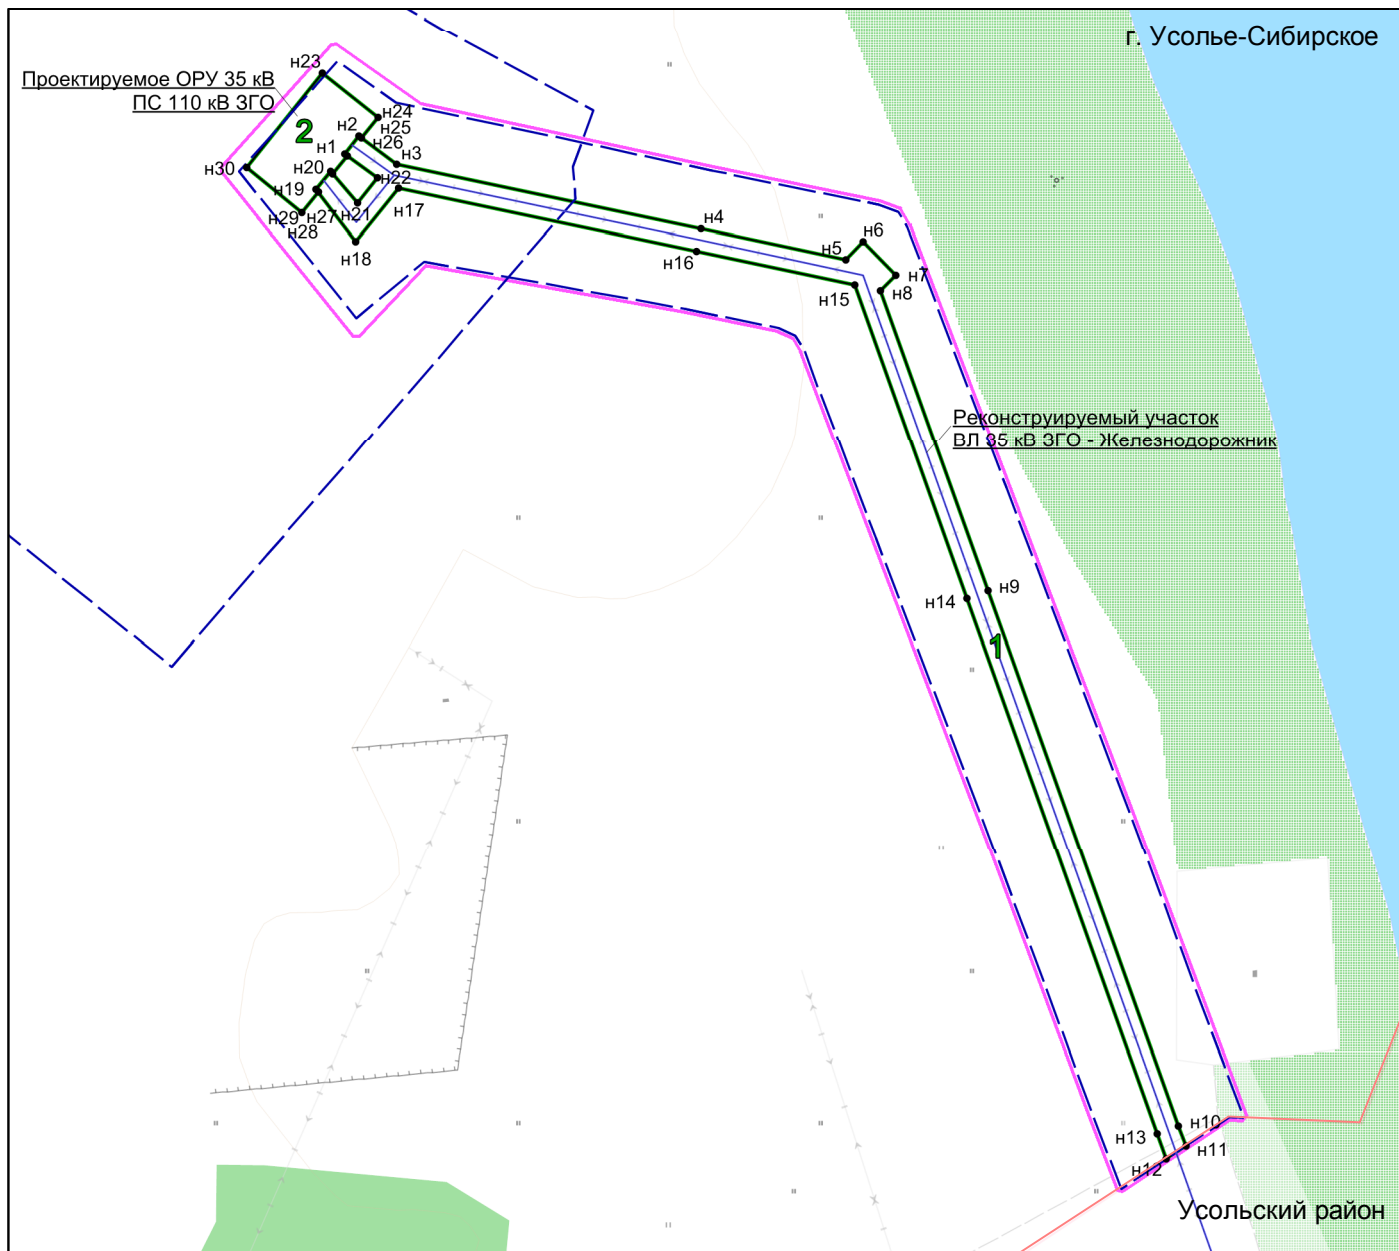 г. Усолье-Сибирское
н23
Проектируемое ОРУ 35 кВ
ПС 110 кВ ЗГО
н24
2
н2
н25
н26
н1
н3
н30
н20
н22
н19
н17
н21
н29
н27
н28
н18
н4
н6
н5
н16
н7
н8
н15
Реконструируемый участок
ВЛ 35 кВ ЗГО - Железнодорожник
н9
н14
1
н10
н13
н11
н12
Усольский район